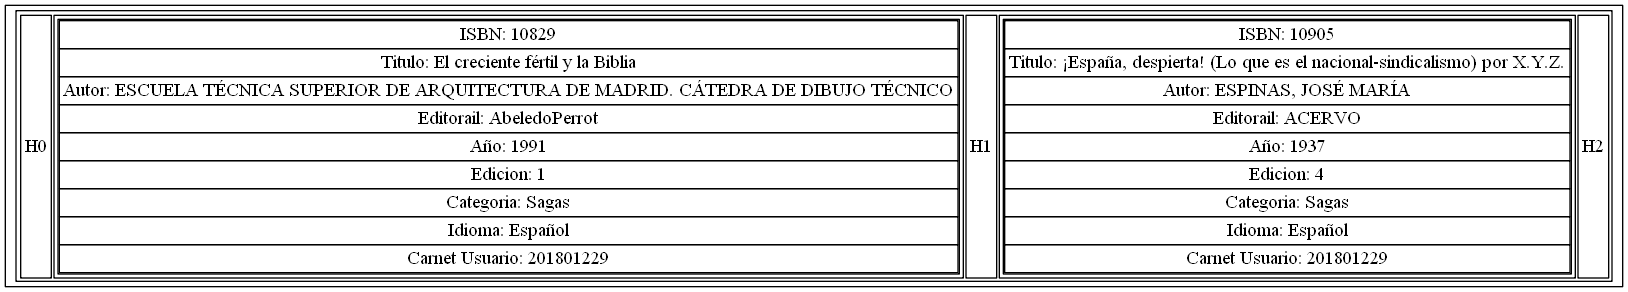 H0
ISBN: 10829
Titulo: El creciente fértil y la Biblia
Autor: ESCUELA TÉCNICA SUPERIOR DE ARQUITECTURA DE MADRID. CÁTEDRA DE DIBUJO TÉCNICO
Editorail: AbeledoPerrot
Año: 1991
Edicion: 1
Categoria: Sagas
Idioma: Español
Carnet Usuario: 201801229
H1
ISBN: 10905
Titulo: ¡España, despierta! (Lo que es el nacional-sindicalismo) por X.Y.Z.
Autor: ESPINAS, JOSÉ MARÍA
Editorail: ACERVO
Año: 1937
Edicion: 4
Categoria: Sagas
Idioma: Español
Carnet Usuario: 201801229
H2